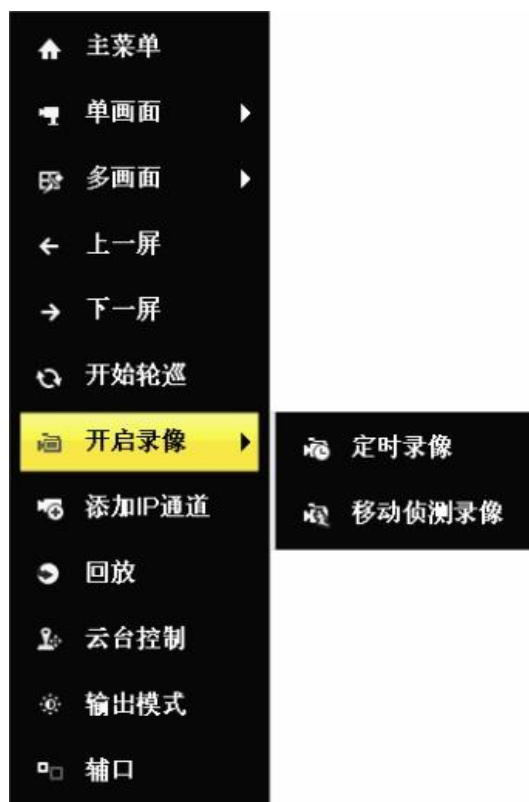 主菜单
单画面
多画面
上一屏
下一屏
开始轮巡
开启录像
定时录像
添加IP通道
移动侦测录像
回放
云台控制
输出模式
辅口